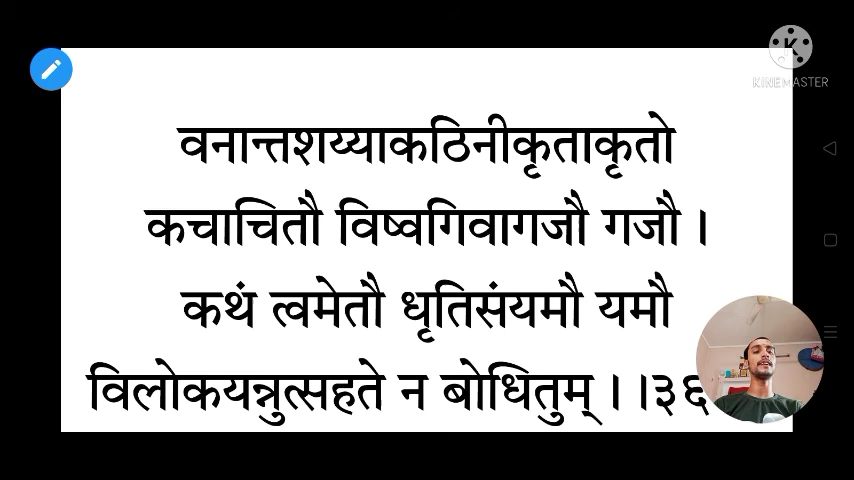 KINEMASTER
वनान्तशय्याकठिनीकृताकृतो
कचाचितौ विष्वगिवागजौ गजौ ।
कथं त्वमेतौ धृतिसंयमौ यमौ
विलोकयन्नुत्सहते न बोधितुम् ।।३६